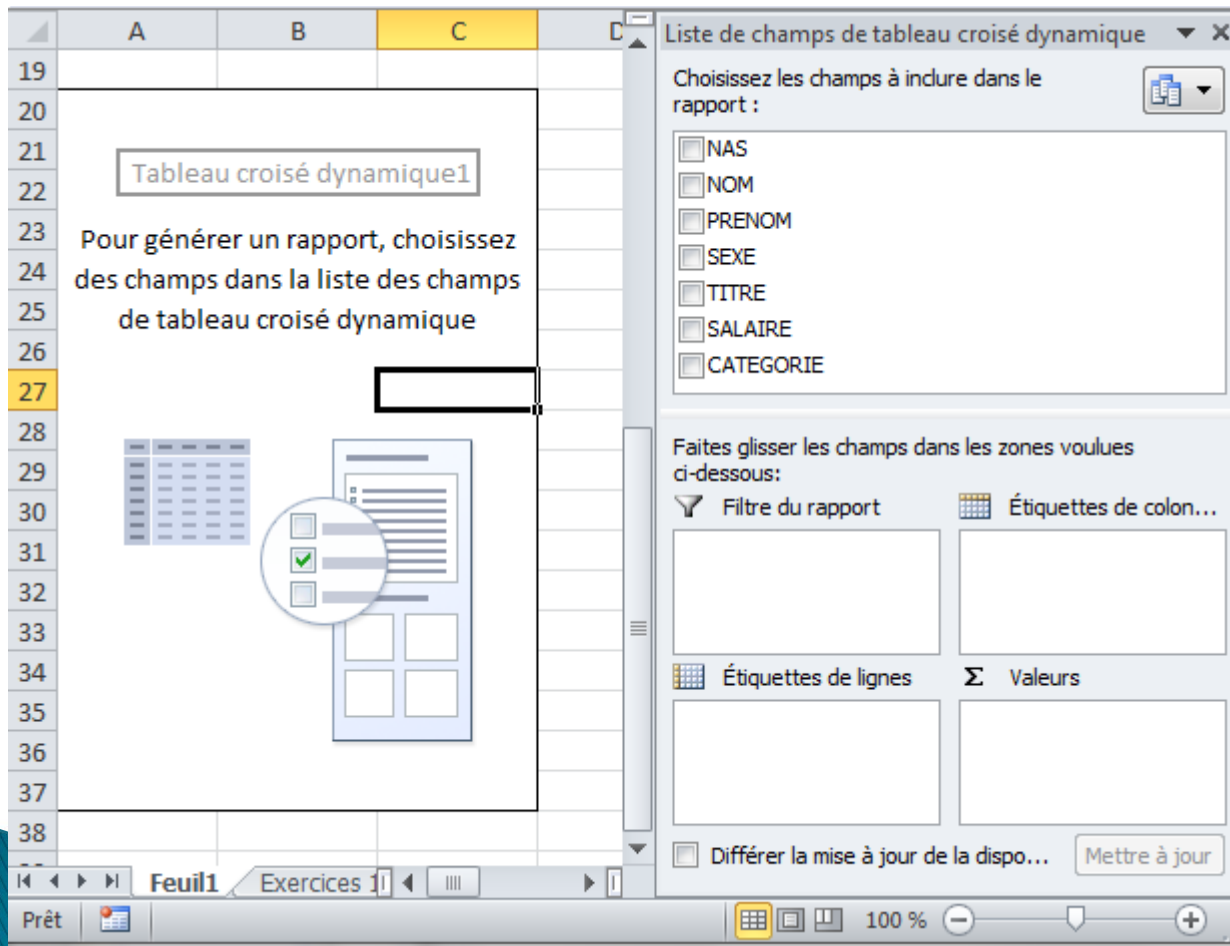 A B C D
19
20
21
22
23
24
25
26
27
28
29
30
31
32
33
34
35
36
37
38
Tableau croisé dynamique1
Pour générer un rapport, choisissez
des champs dans la liste des champs
de tableau croisé dynamique
Feuil1 Exercices 1
Prêt 100 %
Liste de champs de tableau croisé dynamique
Choisissez les champs à inclure dans le
rapport :
NAS
NOM
PRENOM
SEXE
TITRE
SALAIRE
CATEGORIE
Faites glisser les champs dans les zones voulues
ci-dessous:
Filtre du rapport Étiquettes de colon...
Étiquettes de lignes Σ Valeurs
Différer la mise à jour de la dispo... Mettre à jour